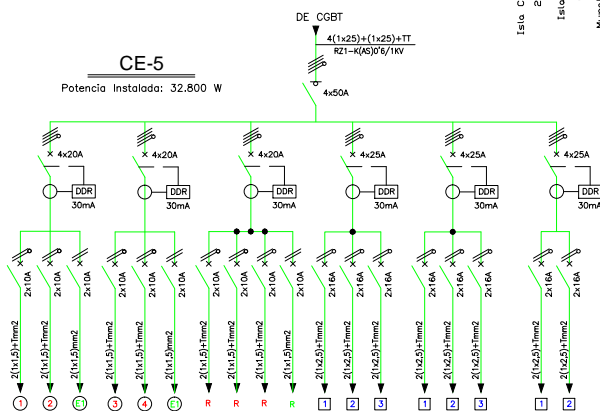 DE CGBT
4(1x25)+(1x25)+TT
RZ1-K(AS)0'6/1KV
CE-5
Potencia Instalada: 32.800 W
4x50A
Isla C
2
Isla
4x20A 4x20A 4x20A 4x25A 4x25A 4x25A
DDR DDR DDR DDR DDR DDR
30mA 30mA 30mA 30mA 30mA 30mA
2x10A 2x10A 2x10A 2x10A 2x10A 2x10A 2x10A 2x10A 2x10A 2x10A 2x16A 2x16A 2x16A 2x16A 2x16A 2x16A 2x16A 2x16A
2(1x1,5)+Tmm2 2(1x1,5)+Tmm2 2(1x1,5)mm2 2(1x1,5)+Tmm2 2(1x1,5)+Tmm2 2(1x1,5)mm2 2(1x1,5)+Tmm2 2(1x1,5)+Tmm2 2(1x1,5)+Tmm2 2(1x1,5)mm2 2(1x2,5)+Tmm2 2(1x2,5)+Tmm2 2(1x2,5)+Tmm2 2(1x2,5)+Tmm2 2(1x2,5)+Tmm2 2(1x2,5)+Tmm2 2(1x2,5)+Tmm2 2(1x2,5)+Tmm2
1 2 E1 3 4 E1 R R R R 1 2 3 1 2 3 1 2